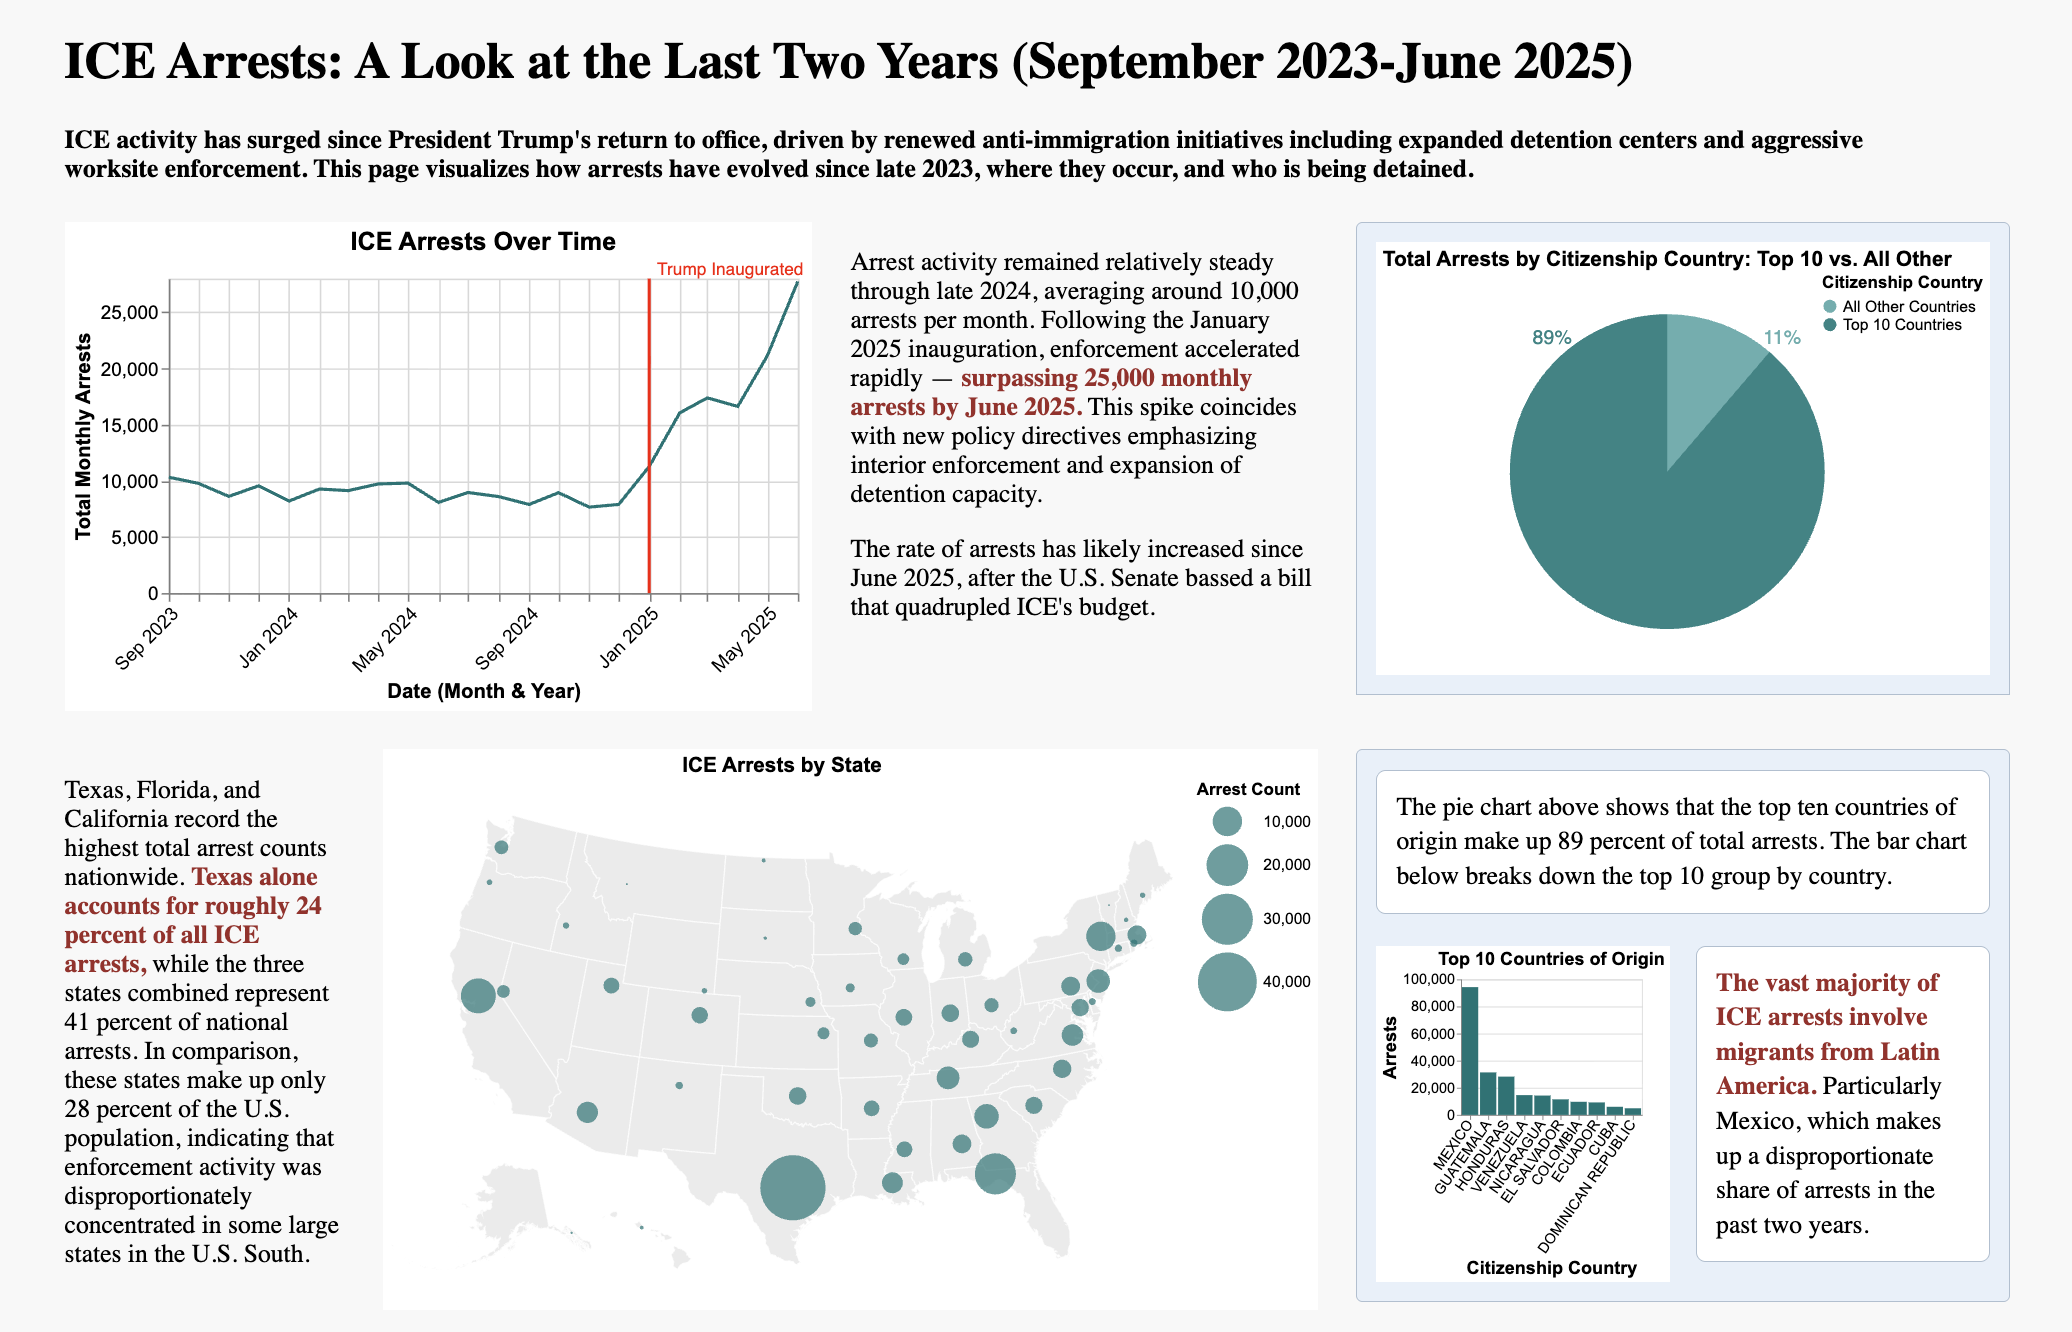 ICE Arrests: A Look at the Last Two Years (September 2023-June 2025)
ICE activity has surged since President Trump's return to office, driven by renewed anti-immigration initiatives including expanded detention centers and aggressive
worksite enforcement. This page visualizes how arrests have evolved since late 2023, where they occur, and who is being detained.
ICE Arrests Over Time
Trump Inaugurated
Total Monthly Arrests
25,000
20,000
15,000
10,000
5,000
0
Sep 2023
Jan 2024
May 2024
Sep 2024
Jan 2025
May 2025
Date (Month & Year)
Arrest activity remained relatively steady
through late 2024, averaging around 10,000
arrests per month. Following the January
2025 inauguration, enforcement accelerated
rapidly — surpassing 25,000 monthly
arrests by June 2025. This spike coincides
with new policy directives emphasizing
interior enforcement and expansion of
detention capacity.
The rate of arrests has likely increased since
June 2025, after the U.S. Senate bassed a bill
that quadrupled ICE's budget.
Total Arrests by Citizenship Country: Top 10 vs. All Other
Citizenship Country
All Other Countries
Top 10 Countries
89%
11%
Texas, Florida, and
California record the
highest total arrest counts
nationwide. Texas alone
accounts for roughly 24
percent of all ICE
arrests, while the three
states combined represent
41 percent of national
arrests. In comparison,
these states make up only
28 percent of the U.S.
population, indicating that
enforcement activity was
disproportionately
concentrated in some large
states in the U.S. South.
ICE Arrests by State
Arrest Count
10,000
20,000
30,000
40,000
The pie chart above shows that the top ten countries of
origin make up 89 percent of total arrests. The bar chart
below breaks down the top 10 group by country.
Top 10 Countries of Origin
Arrests
100,000
80,000
60,000
40,000
20,000
0
MEXICO
GUATEMALA
HONDURAS
VENEZUELA
NICARAGUA
EL SALVADOR
COLOMBIA
ECUADOR
CUBA
DOMINICAN REPUBLIC
Citizenship Country
The vast majority of
ICE arrests involve
migrants from Latin
America. Particularly
Mexico, which makes
up a disproportionate
share of arrests in the
past two years.